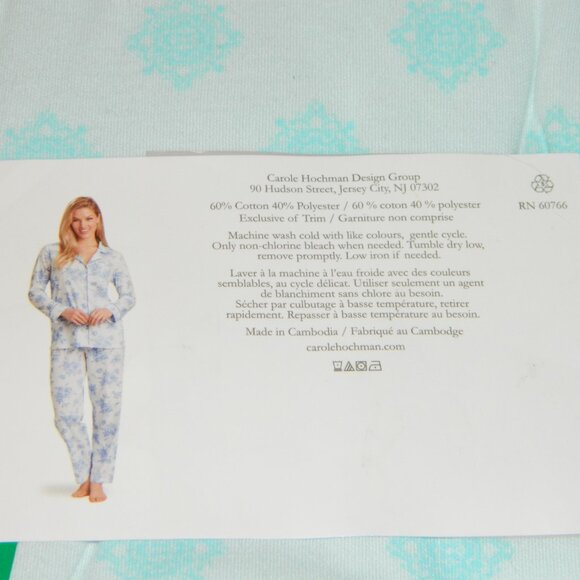 Carole Hochman Design Group
90 Hudson Street, Jersey City, NJ 07302
60% Cotton 40% Polyester / 60 % coton 40 % polyester
Exclusive of Trim / Garniture non comprise
RN 60766
Machine wash cold with like colours, gentle cycle.
Only non-chlorine bleach when needed. Tumble dry low,
remove promptly. Low iron if needed.
Laver à la machine à l'eau froide avec des couleurs
semblables, au cycle délicat. Utiliser seulement un agent
de blanchiment sans chlore au besoin.
Sécher par culbutage à basse température, retirer
rapidement. Repasser à basse température au besoin.
Made in Cambodia / Fabriqué au Cambodge
carolehochman.com